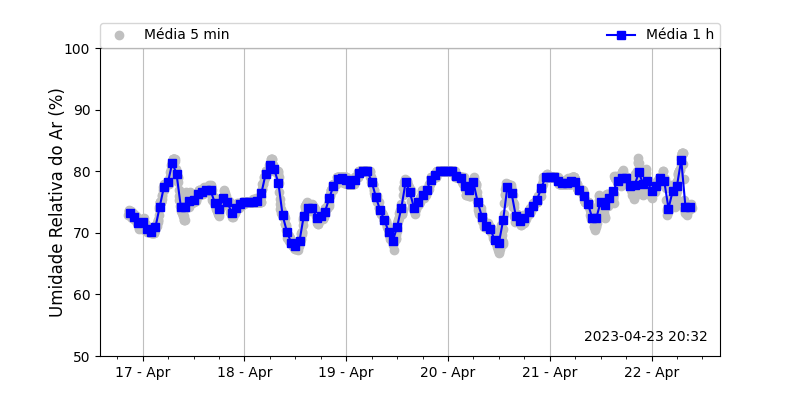 Média 5 min
Média 1 h
Umidade Relativa do Ar (%)
100
90
80
70
60
50
2023-04-23 20:32
17 - Apr
18 - Apr
19 - Apr
20 - Apr
21 - Apr
22 - Apr